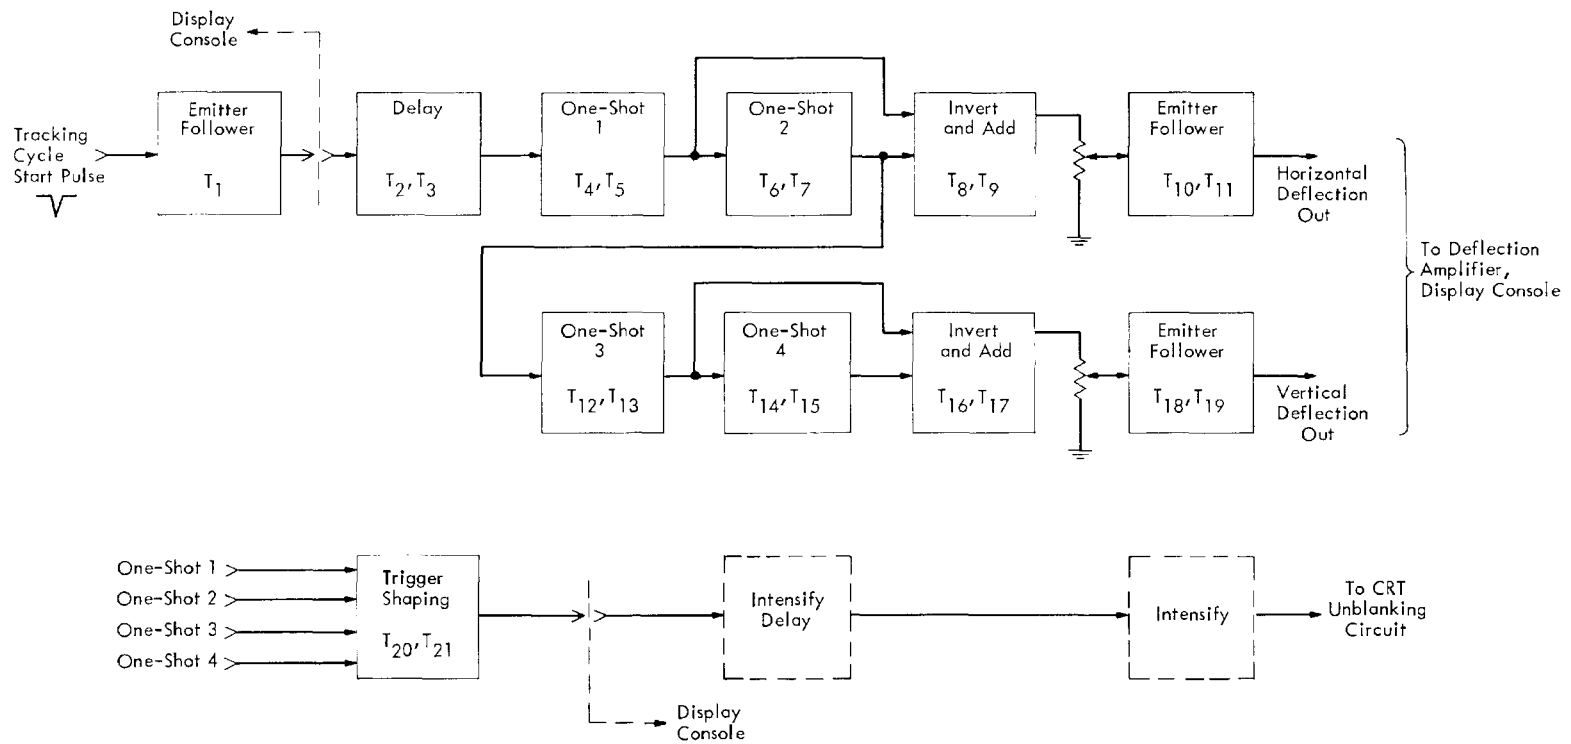 Display
Console
Tracking
Cycle
Start Pulse
Emitter
Follower
T1
Delay
T2, T3
One-Shot
1
T4, T5
One-Shot
2
T6, T7
Invert
and Add
T8, T9
Emitter
Follower
T10, T11
Horizontal
Deflection
Out
To Deflection
Amplifier,
Display Console
One-Shot
3
T12, T13
One-Shot
4
T14, T15
Invert
and Add
T16, T17
Emitter
Follower
T18, T19
Vertical
Deflection
Out
One-Shot 1
One-Shot 2
One-Shot 3
One-Shot 4
Trigger
Shaping
T20, T21
Intensify
Delay
Intensify
To CRT
Unblanking
Circuit
Display
Console